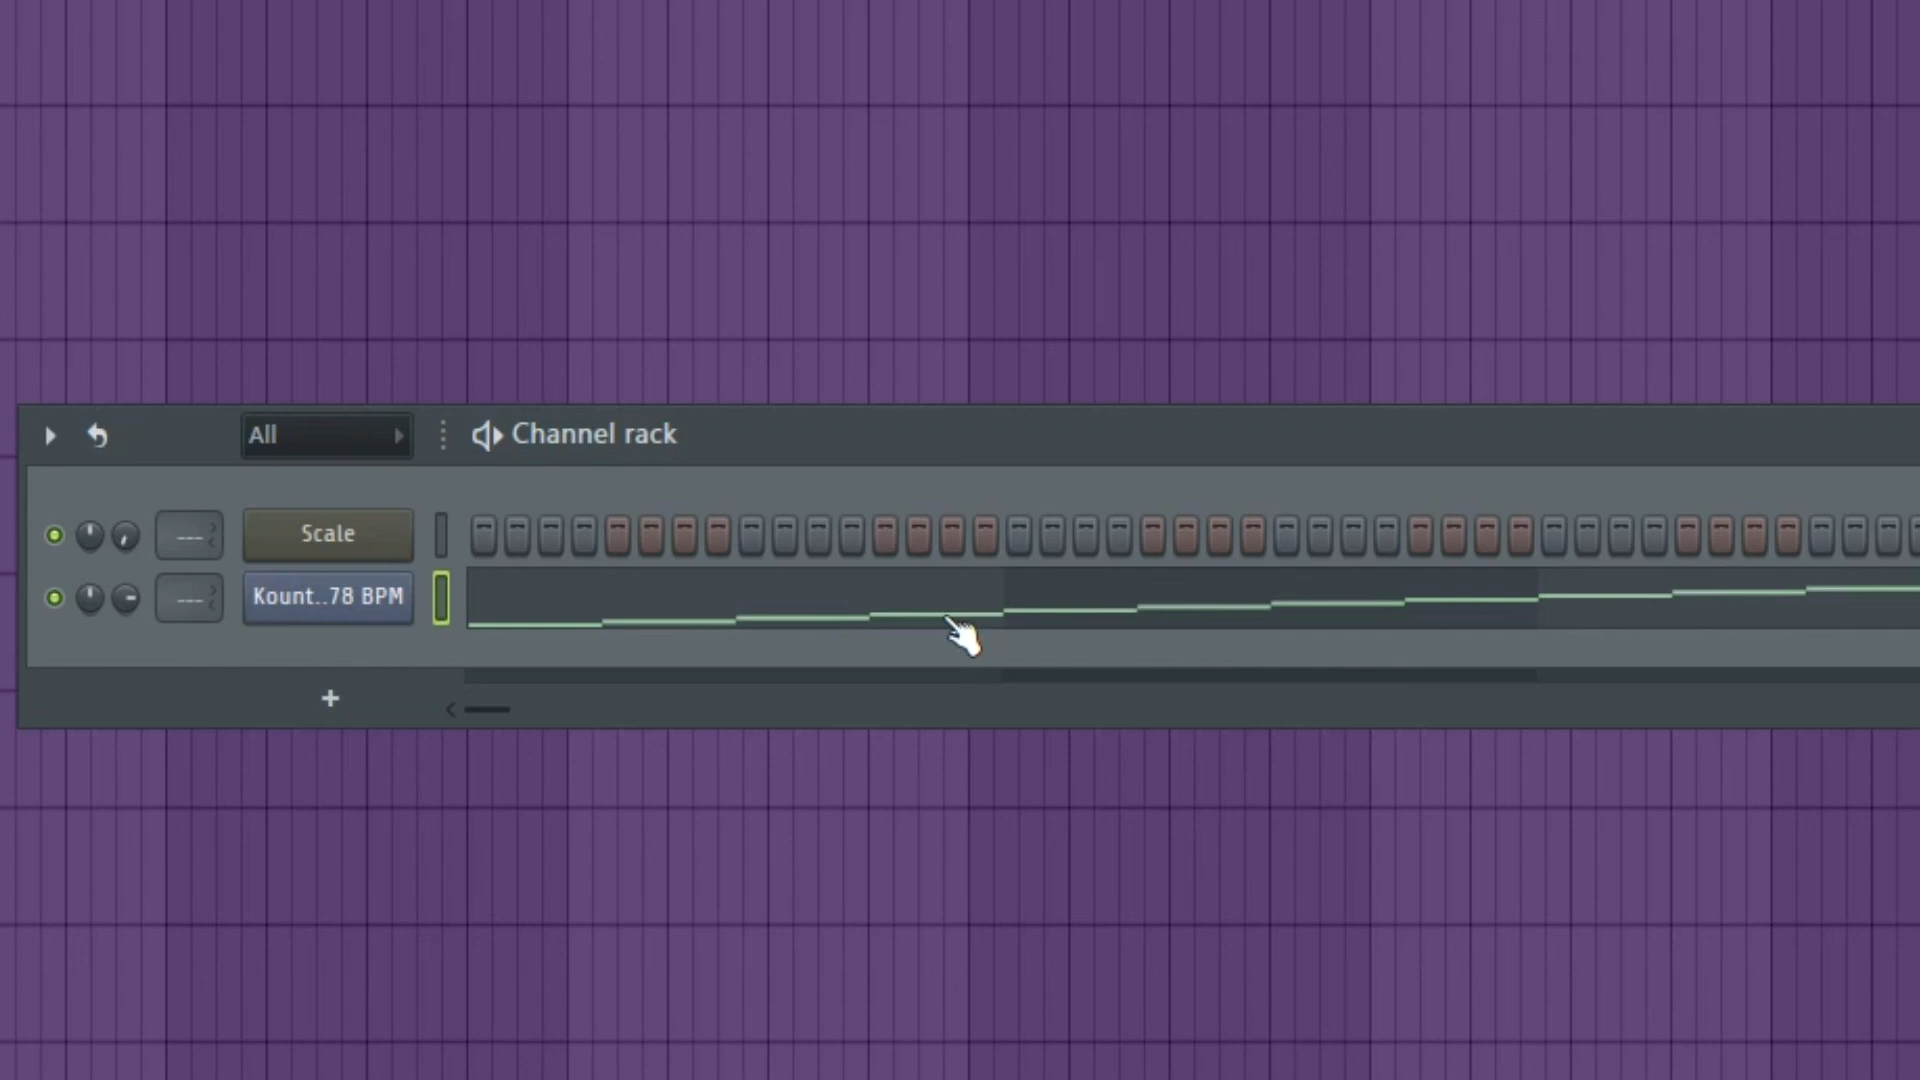 All
Channel rack
---
Scale
---
Kount..78 BPM
+